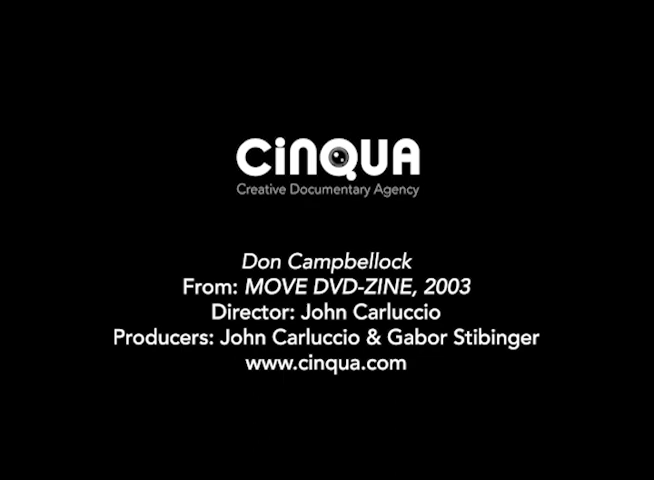 CiNQUA
Creative Documentary Agency
Don Campbellock
From: MOVE DVD-ZINE, 2003
Director: John Carluccio
Producers: John Carluccio & Gabor Stibinger
www.cinqua.com